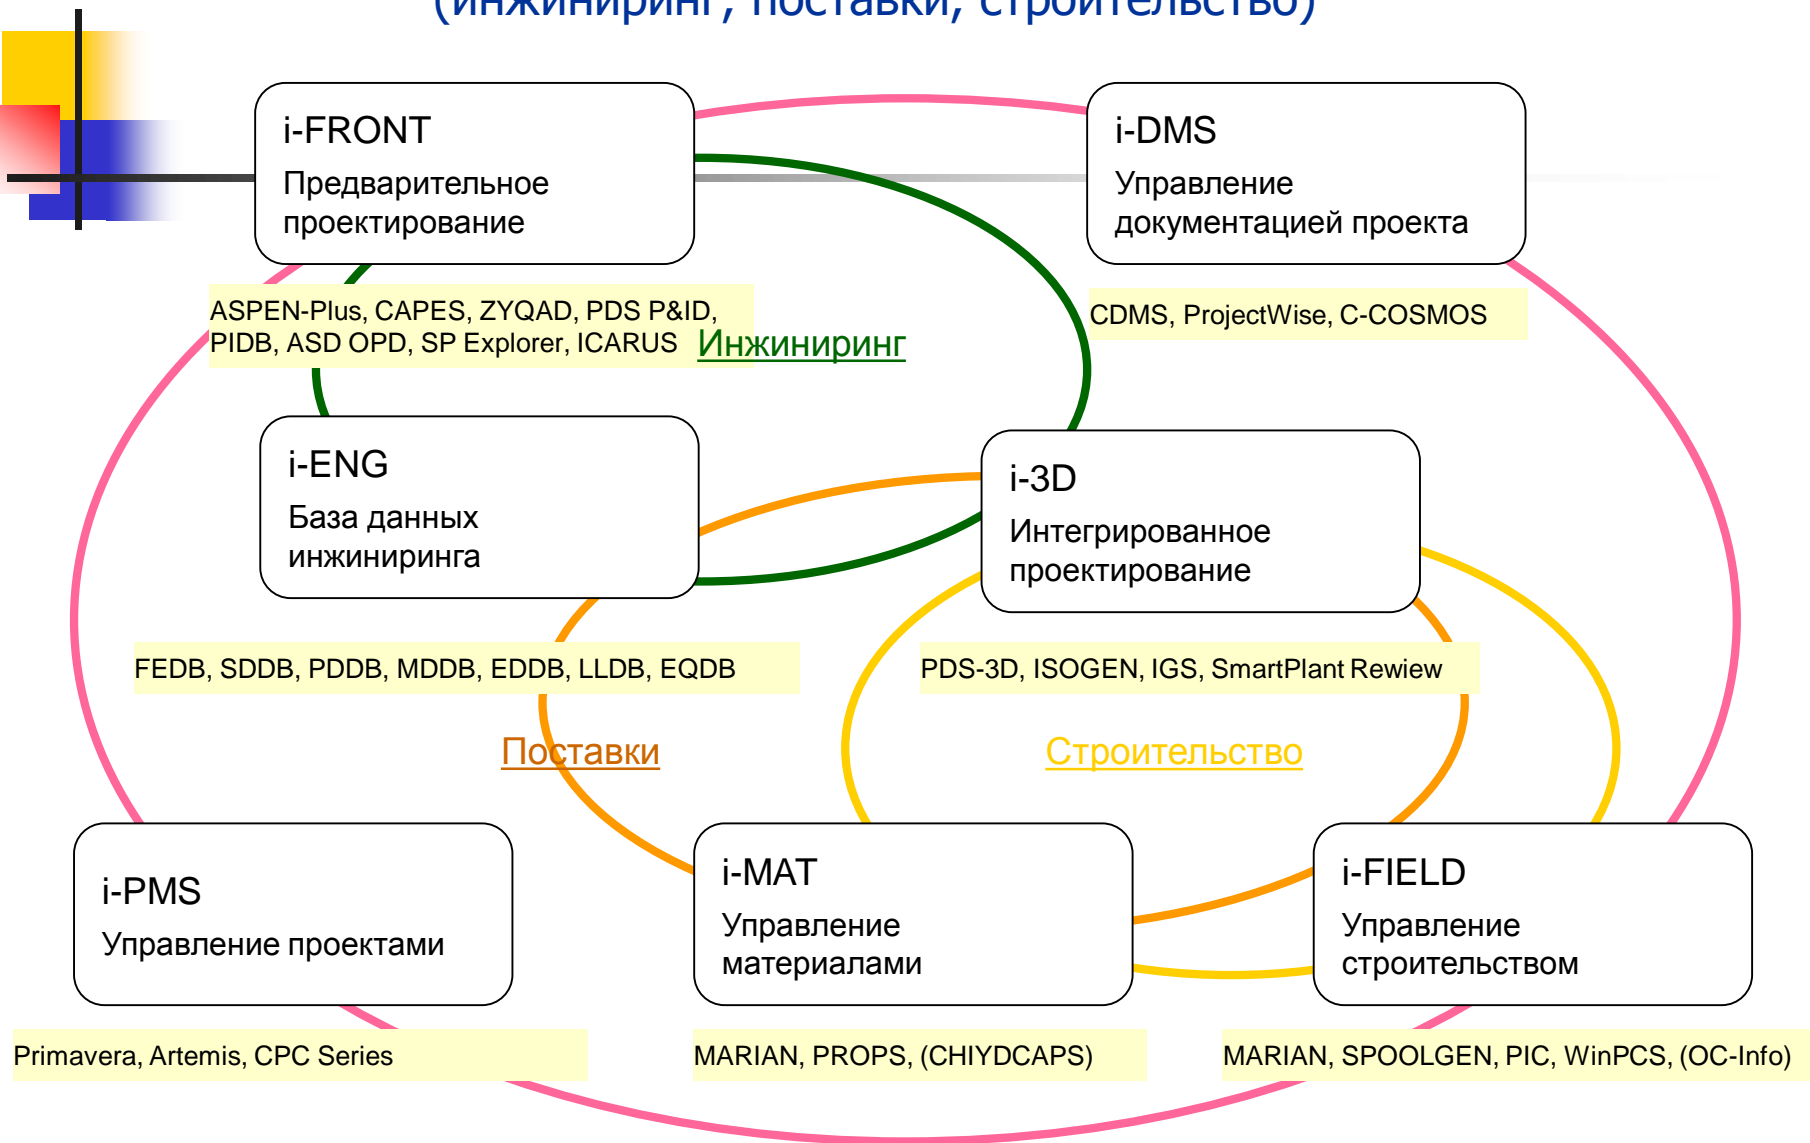 (инжиниринг, поставки, строительство)
i-FRONT
Предварительное
проектирование
i-DMS
Управление
документацией проекта
ASPEN-Plus, CAPES, ZYQAD, PDS P&ID,
PIDB, ASD OPD, SP Explorer, ICARUS
Инжиниринг
CDMS, ProjectWise, C-COSMOS
i-ENG
База данных
инжиниринга
i-3D
Интегрированное
проектирование
FEDB, SDDB, PDDB, MDDB, EDDB, LLDB, EQDB
PDS-3D, ISOGEN, IGS, SmartPlant Rewiew
Поставки
Строительство
i-PMS
Управление проектами
i-MAT
Управление
материалами
i-FIELD
Управление
строительством
Primavera, Artemis, CPC Series
MARIAN, PROPS, (CHIYDCAPS)
MARIAN, SPOOLGEN, PIC, WinPCS, (OC-Info)